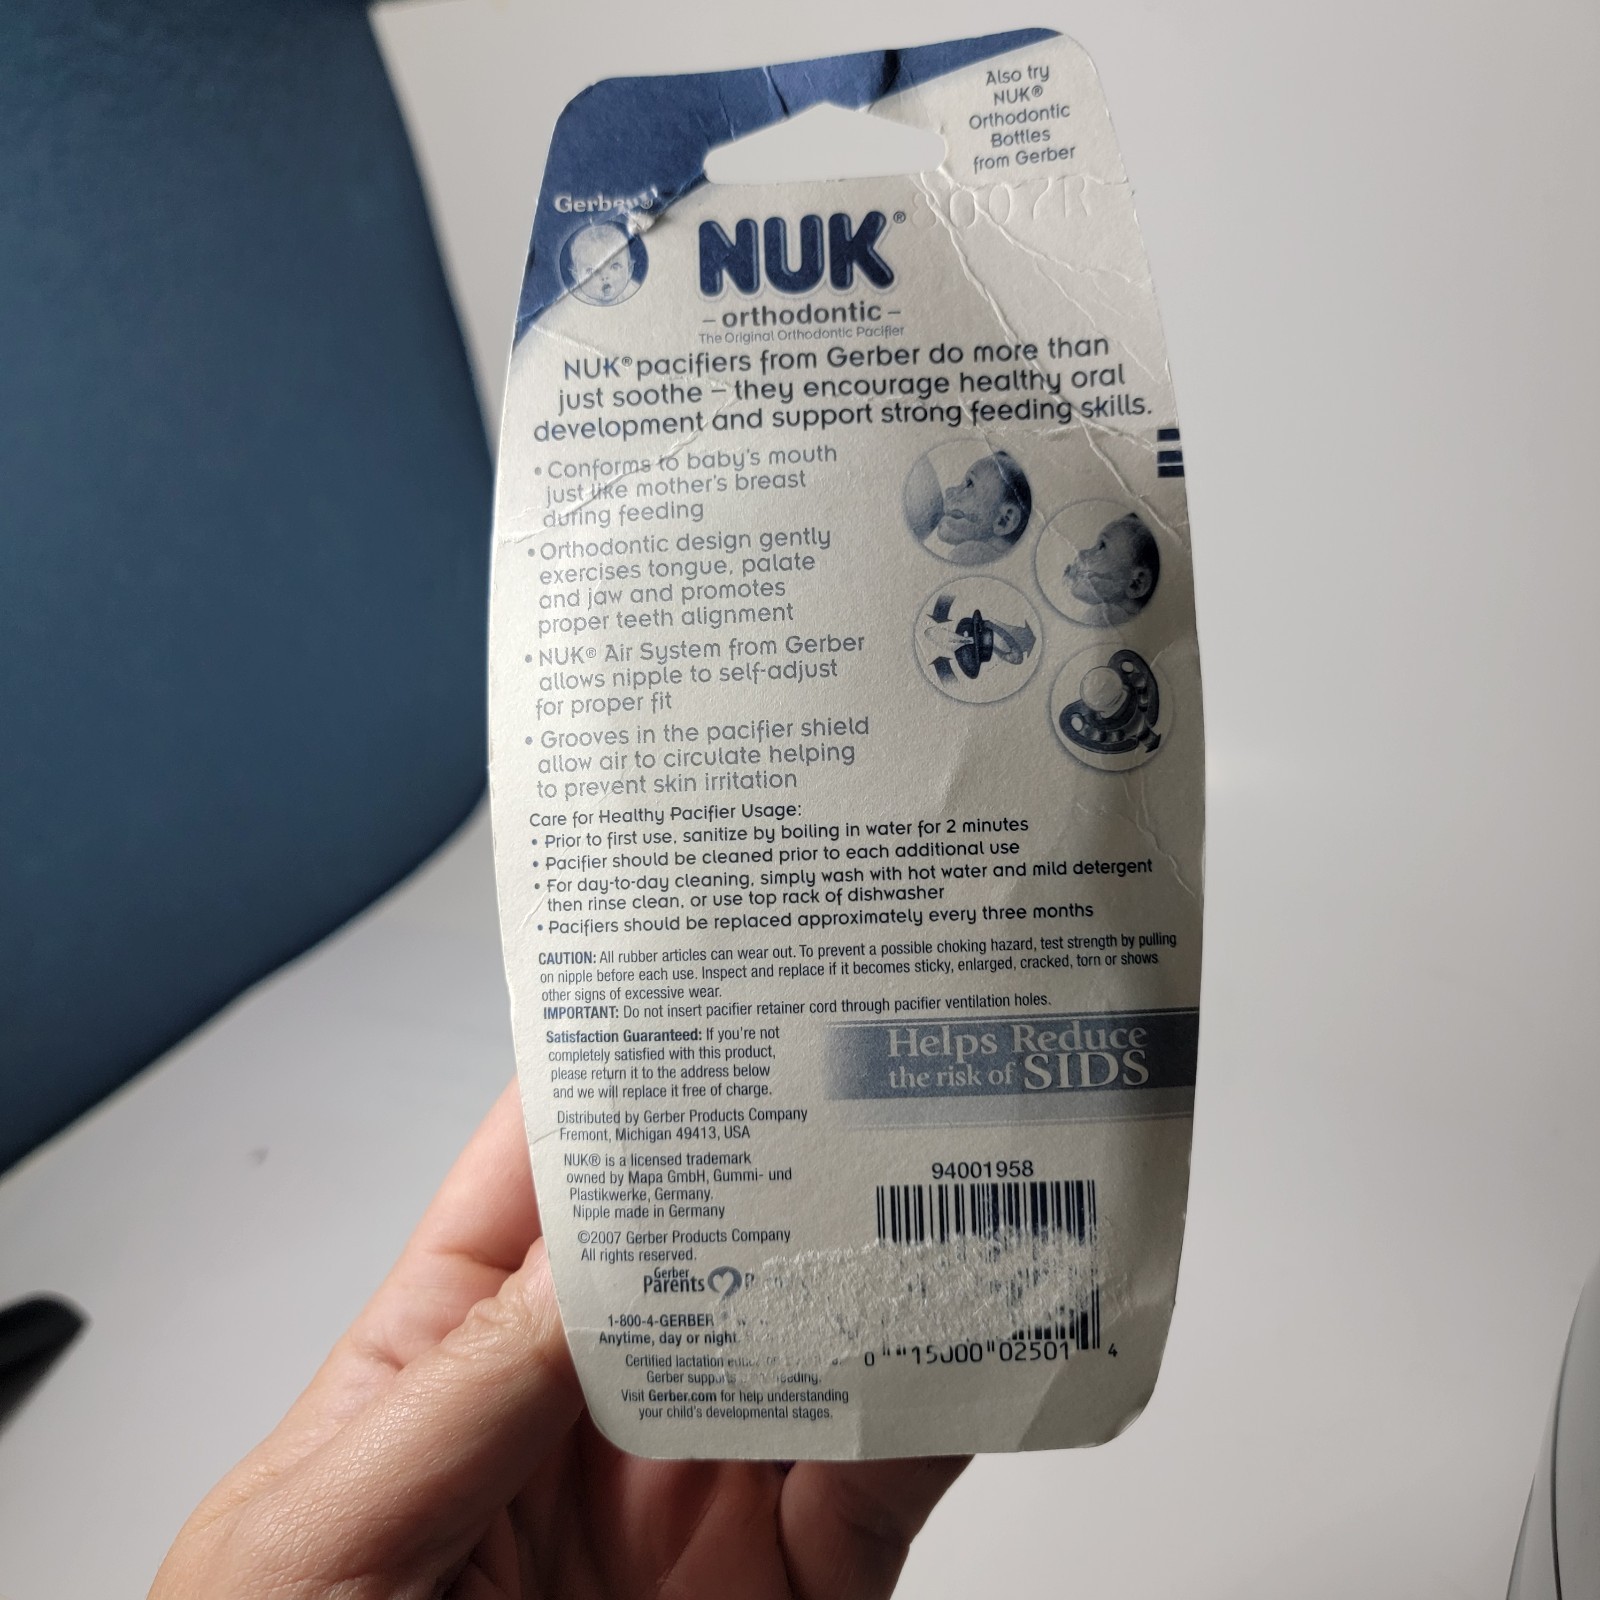 Also try
NUK®
Orthodontic
Bottles
from Gerber
Gerber®
8007R
NUK®
– orthodontic –
The Original Orthodontic Pacifier
NUK® pacifiers from Gerber do more than
just soothe – they encourage healthy oral
development and support strong feeding skills.
• Conforms to baby's mouth
just like mother's breast
during feeding
• Orthodontic design gently
exercises tongue, palate
and jaw and promotes
proper teeth alignment
• NUK® Air System from Gerber
allows nipple to self-adjust
for proper fit
• Grooves in the pacifier shield
allow air to circulate helping
to prevent skin irritation
Care for Healthy Pacifier Usage:
• Prior to first use, sanitize by boiling in water for 2 minutes
• Pacifier should be cleaned prior to each additional use
• For day-to-day cleaning, simply wash with hot water and mild detergent
then rinse clean, or use top rack of dishwasher
• Pacifiers should be replaced approximately every three months
CAUTION: All rubber articles can wear out. To prevent a possible choking hazard, test strength by pulling
on nipple before each use. Inspect and replace if it becomes sticky, enlarged, cracked, torn or shows
other signs of excessive wear.
IMPORTANT: Do not insert pacifier retainer cord through pacifier ventilation holes.
Satisfaction Guaranteed: If you're not
completely satisfied with this product,
please return it to the address below
and we will replace it free of charge.
Helps Reduce
the risk of SIDS
Distributed by Gerber Products Company
Fremont, Michigan 49413, USA
NUK® is a licensed trademark
owned by Mapa GmbH, Gummi- und
Plastikwerke, Germany.
Nipple made in Germany
©2007 Gerber Products Company
All rights reserved.
Gerber
Parents
1-800-4-GERBER
Anytime, day or night
Certified lactation
Gerber supports
Visit Gerber.com for help understanding
your child's developmental stages.
94001958
0 15000 02501 4